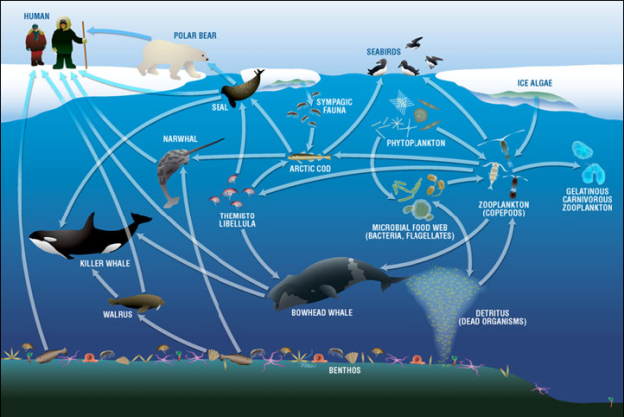 HUMAN
POLAR BEAR
SEABIRDS
ICE ALGAE
SEAL
SYMPAGIC
FAUNA
PHYTOPLANKTON
NARWHAL
ARCTIC COD
ZOOPLANKTON
(COPEPODS)
GELATINOUS
CARNIVOROUS
ZOOPLANKTON
THEMISTO
LIBELLULA
MICROBIAL FOOD WEB
(BACTERIA, FLAGELLATES)
KILLER WHALE
WALRUS
BOWHEAD WHALE
DETRITUS
(DEAD ORGANISMS)
BENTHOS